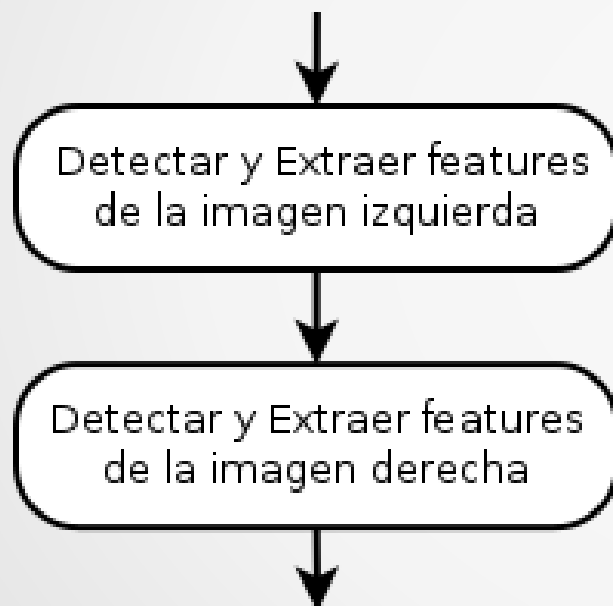 Detectar y Extraer features
de la imagen izquierda
Detectar y Extraer features
de la imagen derecha